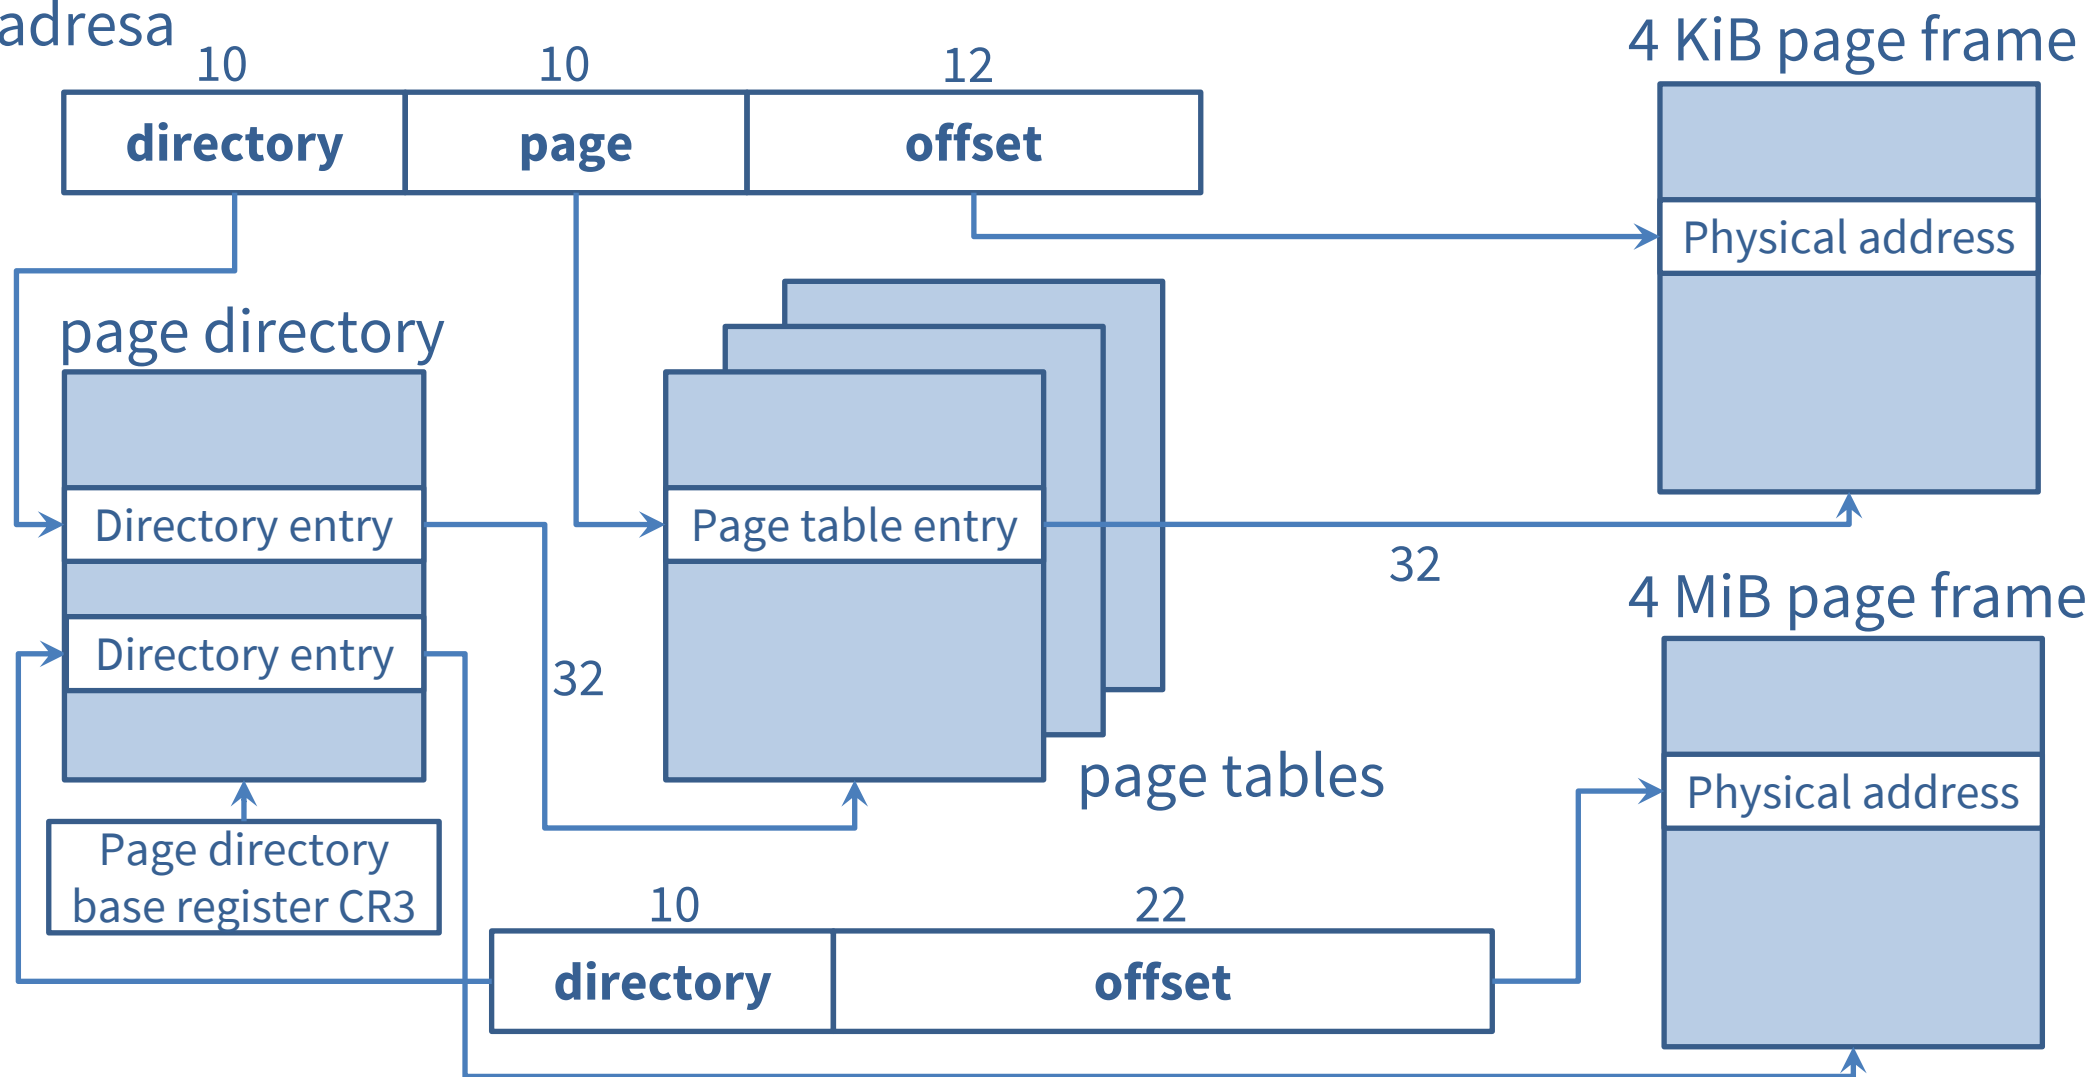 adresa
10 10 12
directory page offset
4 KiB page frame
Physical address
page directory
Directory entry
Directory entry
32
Page directory
base register CR3
Page table entry
page tables
32
4 MiB page frame
Physical address
10 22
directory offset